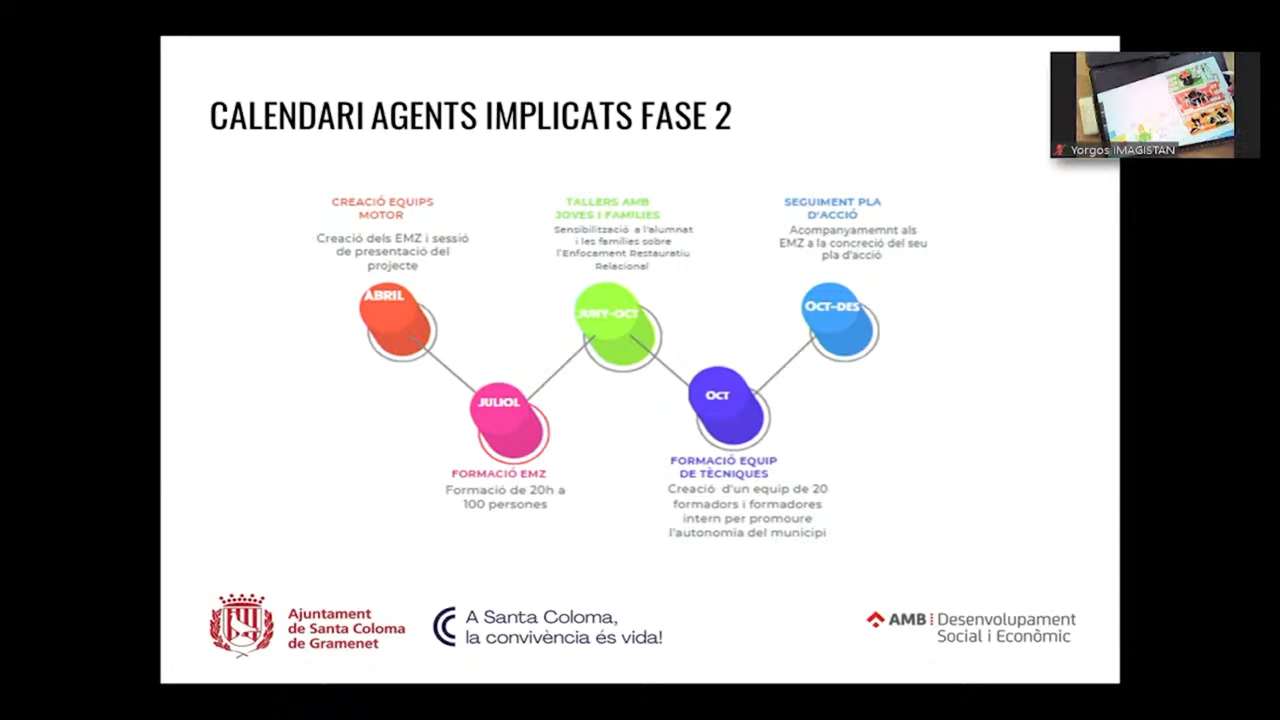 CALENDARI AGENTS IMPLICATS FASE 2
Yorgos IMAGISTAN
CREACIÓ EQUIPS
MOTOR
Creació dels EMZ i sessió
de presentació del
projecte
ABRIL
JULIOL
FORMACIÓ EMZ
Formació de 20h a
100 persones
TALLERS AMB
JOVES I FAMILIES
Sensibilització a l'alumnat
i les famílies sobre
l'Enfocament Restauratiu
Relacional
JUNY-OCT
OCT
FORMACIÓ EQUIP
DE TÈCNIQUES
Creació d'un equip de 20
formadors i formadores
intern per promoure
l'autonomia del municipi
SEGUIMENT PLA
D'ACCIÓ
Acompanyamemnt als
EMZ a la concreció del seu
pla d'acció
OCT-DES
Ajuntament
de Santa Coloma
de Gramenet
A Santa Coloma,
la convivència és vida!
AMB Desenvolupament
Social i Econòmic